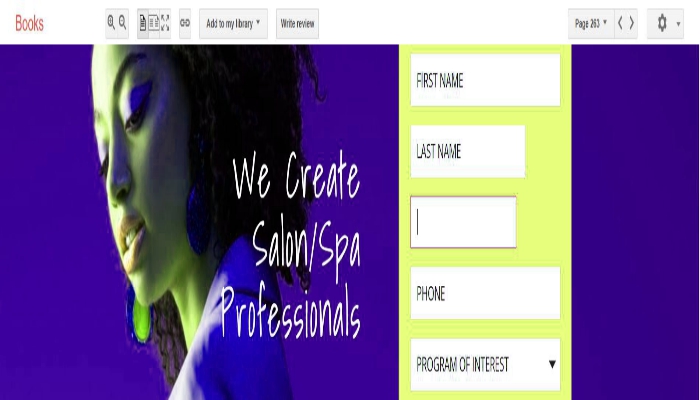 Books
Add to my library
Write review
Page 263
We Create
Salon/Spa
Professionals
FIRST NAME
LAST NAME
PHONE
PROGRAM OF INTEREST